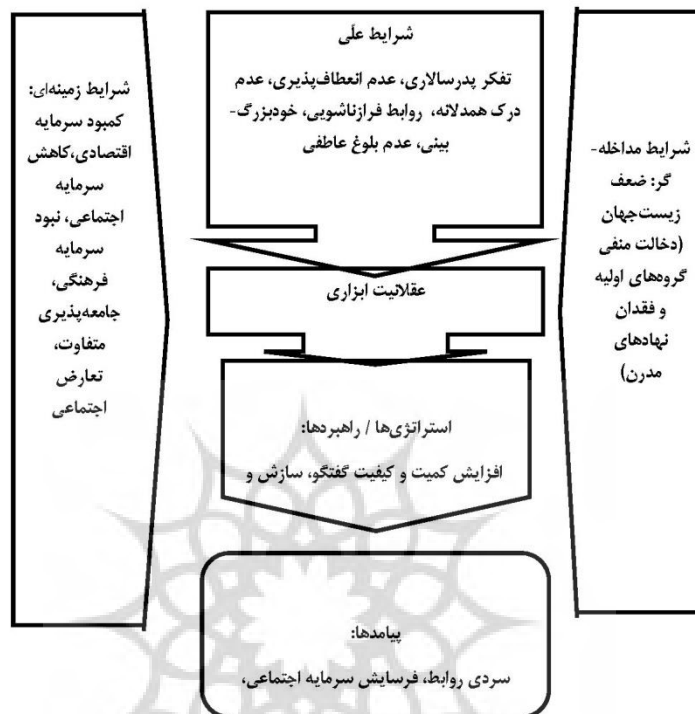 شرایط علّی
تفکر پدرسالاری، عدم انعطاف‌پذیری، عدم
درک همدلانه، روابط فرازناشویی، خودبزرگ-
بینی، عدم بلوغ عاطفی
شرایط مداخله-
گر: ضعف
زیست‌جهان
(دخالت منفی
گروه‌های اولیه
و فقدان
نهادهای
مدرن)
شرایط زمینه‌ای:
کمبود سرمایه
اقتصادی،کاهش
سرمایه
اجتماعی، نبود
سرمایه
فرهنگی،
جامعه‌پذیری
متفاوت،
تعارض
اجتماعی
عقلانیت ابزاری
استراتژی‌ها / راهبردها:
افزایش کمیت و کیفیت گفتگو، سازش و
پیامدها:
سردی روابط، فرسایش سرمایه اجتماعی،